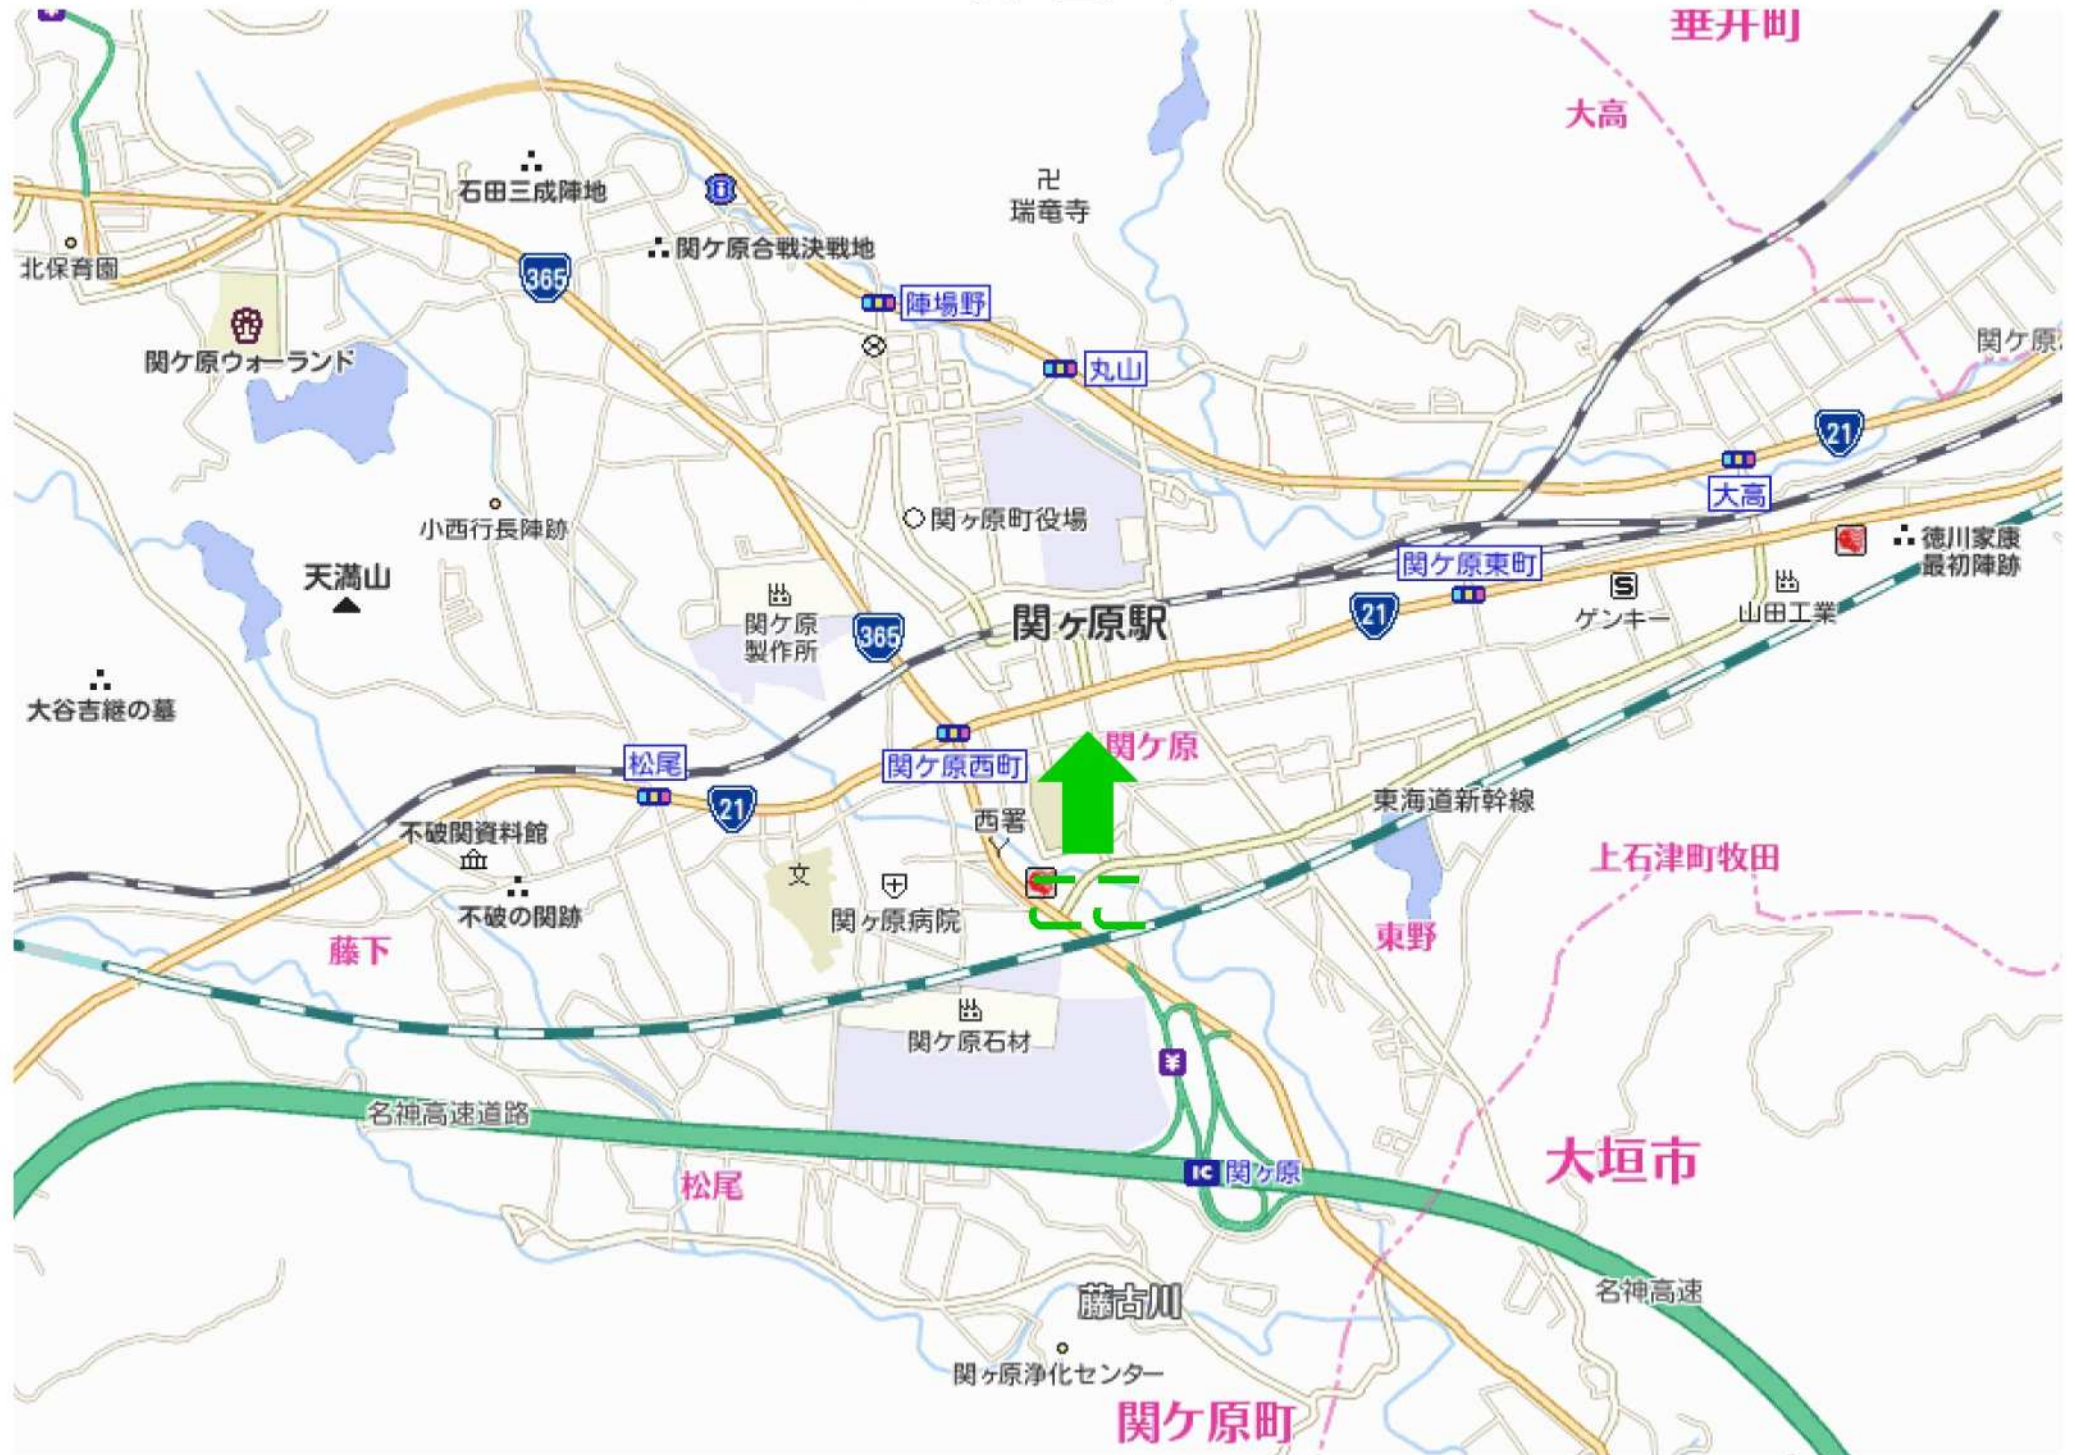 垂井町
大高
石田三成陣地
卍
瑞竜寺
北保育園
関ケ原合戦決戦地
365
陣場野
関ケ原ウォーランド
関ケ原
丸山
21
大高
小西行長陣跡
関ヶ原町役場
徳川家康
最初陣跡
関ケ原東町
天満山
S
ゲンキー
山田工業
関ケ原
製作所
365
関ヶ原駅
21
大谷吉継の墓
松尾
関ケ原西町
関ケ原
21
西署
東海道新幹線
不破関資料館
上石津町牧田
文
不破の関跡
関ヶ原病院
藤下
東野
関ケ原石材
¥
名神高速道路
松尾
IC 関ヶ原
大垣市
名神高速
藤古川
関ヶ原浄化センター
関ケ原町